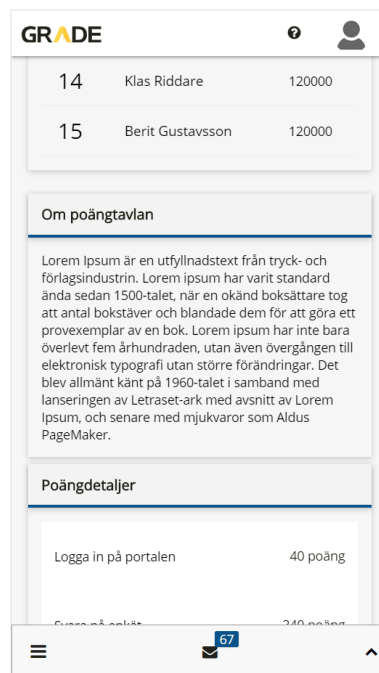 GRADE
14 Klas Riddare 120000
15 Berit Gustavsson 120000
Om poängtavlan
Lorem Ipsum är en utfyllnadstext från tryck- och
förlagsindustrin. Lorem ipsum har varit standard
ända sedan 1500-talet, när en okänd boksättare tog
att antal bokstäver och blandade dem för att göra ett
provexemplar av en bok. Lorem ipsum har inte bara
överlevt fem århundraden, utan även övergången till
elektronisk typografi utan större förändringar. Det
blev allmänt känt på 1960-talet i samband med
lanseringen av Letraset-ark med avsnitt av Lorem
Ipsum, och senare med mjukvaror som Aldus
PageMaker.
Poängdetaljer
Logga in på portalen 40 poäng
Svara på enkät 240 poäng
67